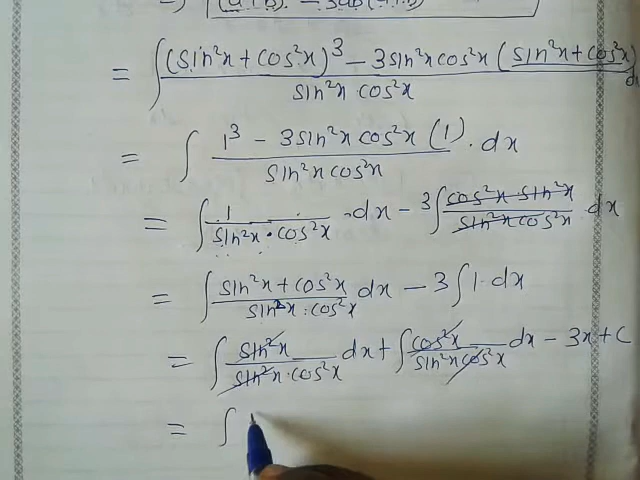 = ∫ (sin²x + cos²x)³ − 3sin²x cos²x (sin²x + cos²x) / sin²x · cos²x dx
= ∫ 1³ − 3sin²x cos²x (1) / sin²x cos²x · dx
= ∫ 1 / sin²x · cos²x · dx − 3∫ cos²x · sin²x / sin²x cos²x dx
= ∫ sin²x + cos²x / sin²x · cos²x dx − 3∫1 · dx
= ∫ sin²x / sin²x · cos²x dx + ∫ cos²x / sin²x cos²x dx − 3x + C
= ∫